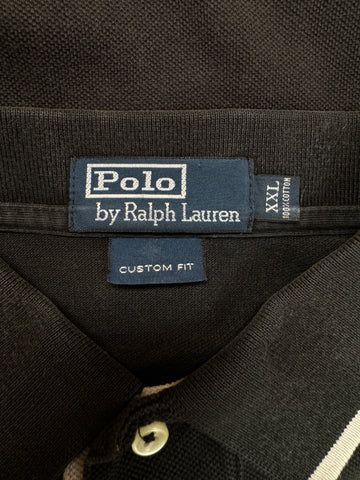 Polo
by Ralph Lauren
XXL
100% COTTON
CUSTOM FIT